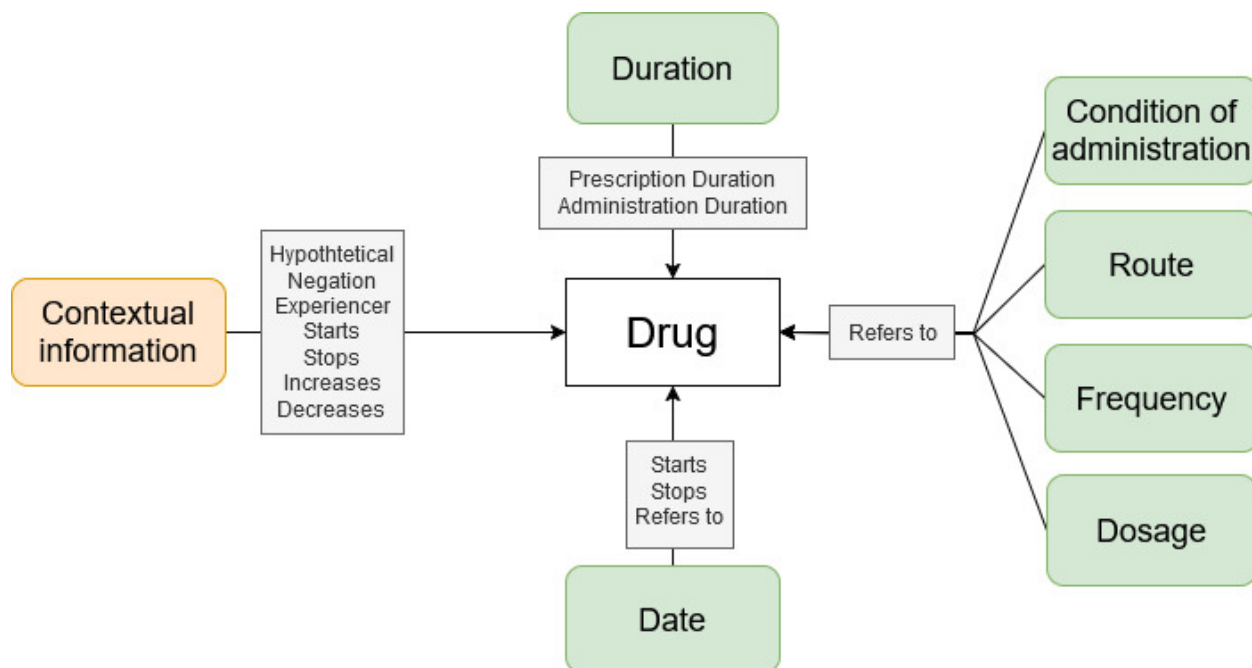 Duration
Prescription Duration
Administration Duration
Contextual
information
Hypothtetical
Negation
Experiencer
Starts
Stops
Increases
Decreases
Drug
Refers to
Condition of
administration
Route
Frequency
Dosage
Starts
Stops
Refers to
Date